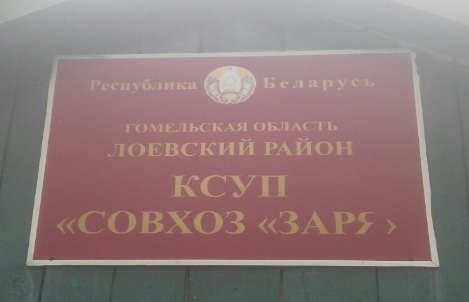 Республика Беларусь
ГОМЕЛЬСКАЯ ОБЛАСТЬ
ЛОЕВСКИЙ РАЙОН
КСУП
«СОВХОЗ «ЗАРЯ»